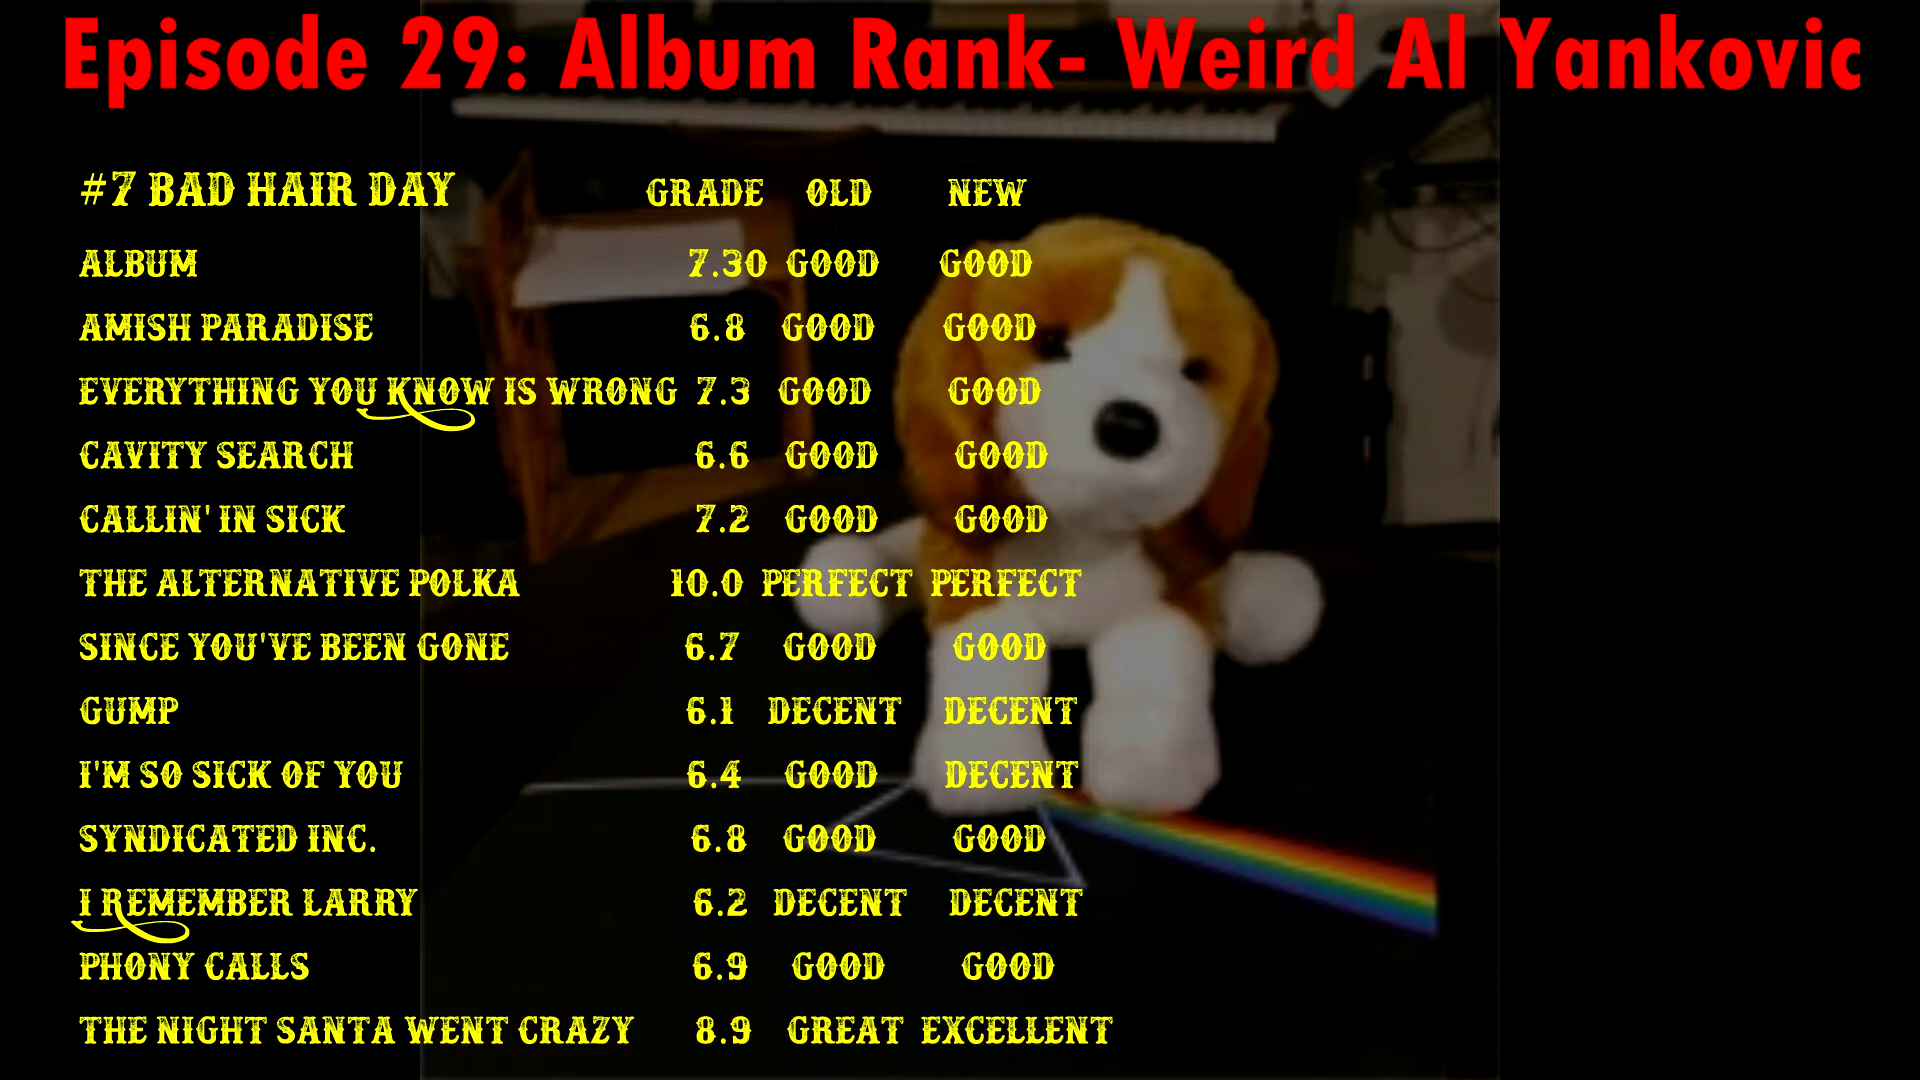 Episode 29: Album Rank- Weird Al Yankovic
#7 BAD HAIR DAY GRADE OLD NEW
ALBUM 7.30 GOOD GOOD
AMISH PARADISE 6.8 GOOD GOOD
EVERYTHING YOU KNOW IS WRONG 7.3 GOOD GOOD
CAVITY SEARCH 6.6 GOOD GOOD
CALLIN' IN SICK 7.2 GOOD GOOD
THE ALTERNATIVE POLKA 10.0 PERFECT PERFECT
SINCE YOU'VE BEEN GONE 6.7 GOOD GOOD
GUMP 6.1 DECENT DECENT
I'M SO SICK OF YOU 6.4 GOOD DECENT
SYNDICATED INC. 6.8 GOOD GOOD
I REMEMBER LARRY 6.2 DECENT DECENT
PHONY CALLS 6.9 GOOD GOOD
THE NIGHT SANTA WENT CRAZY 8.9 GREAT EXCELLENT